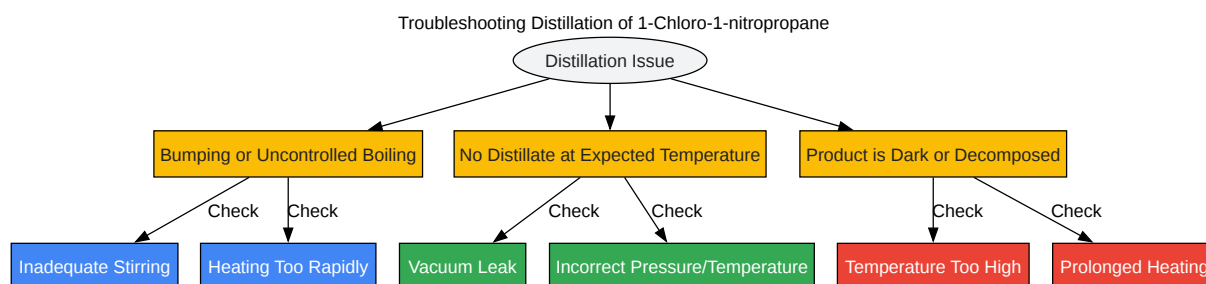 Troubleshooting Distillation of 1-Chloro-1-nitropropane
Distillation Issue
Bumping or Uncontrolled Boiling
No Distillate at Expected Temperature
Product is Dark or Decomposed
Check
Check
Check
Check
Check
Check
Inadequate Stirring
Heating Too Rapidly
Vacuum Leak
Incorrect Pressure/Temperature
Temperature Too High
Prolonged Heating